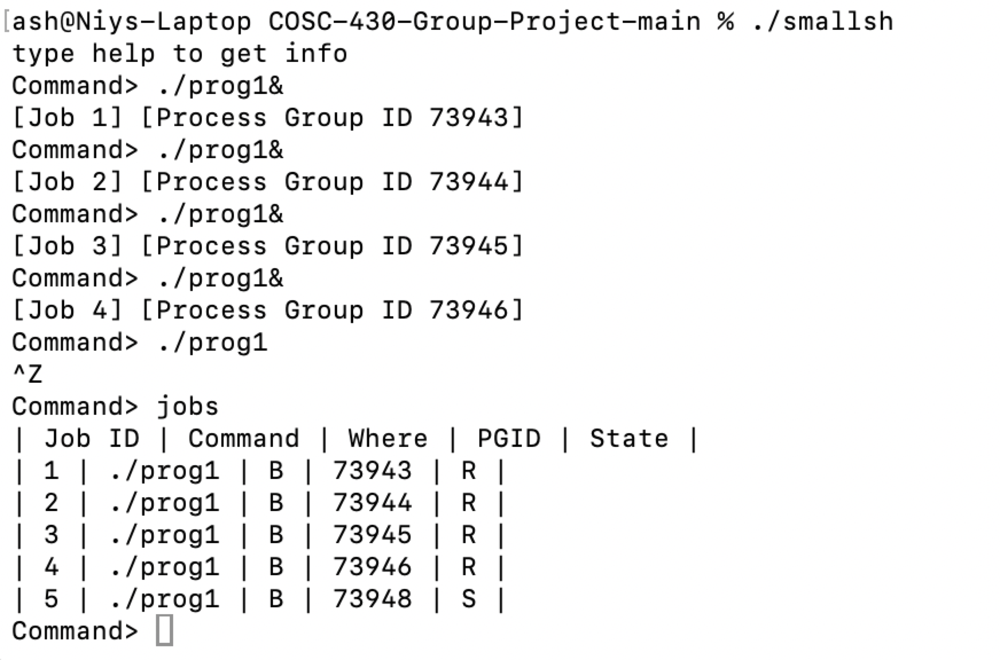 [ash@Niys-Laptop COSC-430-Group-Project-main % ./smallsh
type help to get info
Command> ./prog1&
[Job 1] [Process Group ID 73943]
Command> ./prog1&
[Job 2] [Process Group ID 73944]
Command> ./prog1&
[Job 3] [Process Group ID 73945]
Command> ./prog1&
[Job 4] [Process Group ID 73946]
Command> ./prog1
^Z
Command> jobs
| Job ID | Command | Where | PGID | State |
| 1 | ./prog1 | B | 73943 | R |
| 2 | ./prog1 | B | 73944 | R |
| 3 | ./prog1 | B | 73945 | R |
| 4 | ./prog1 | B | 73946 | R |
| 5 | ./prog1 | B | 73948 | S |
Command>